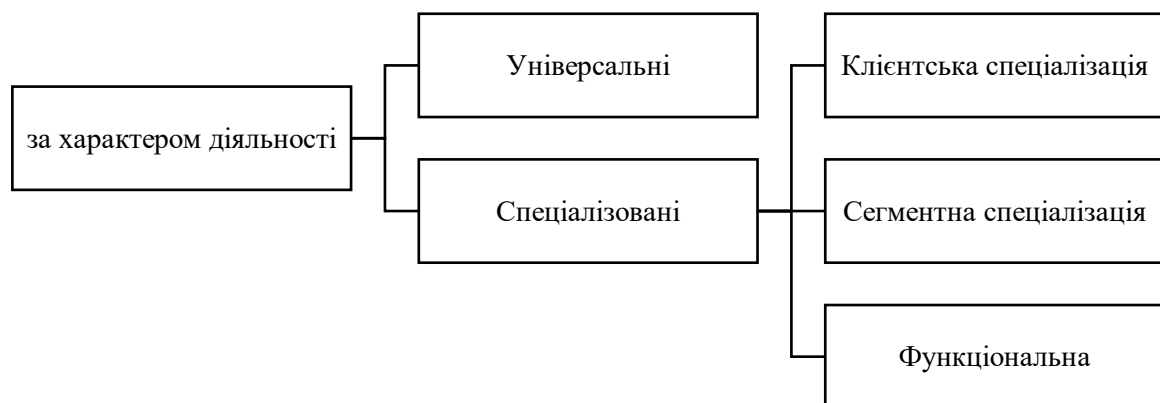 Універсальні
Клієнтська спеціалізація
за характером діяльності
Спеціалізовані
Сегментна спеціалізація
Функціональна